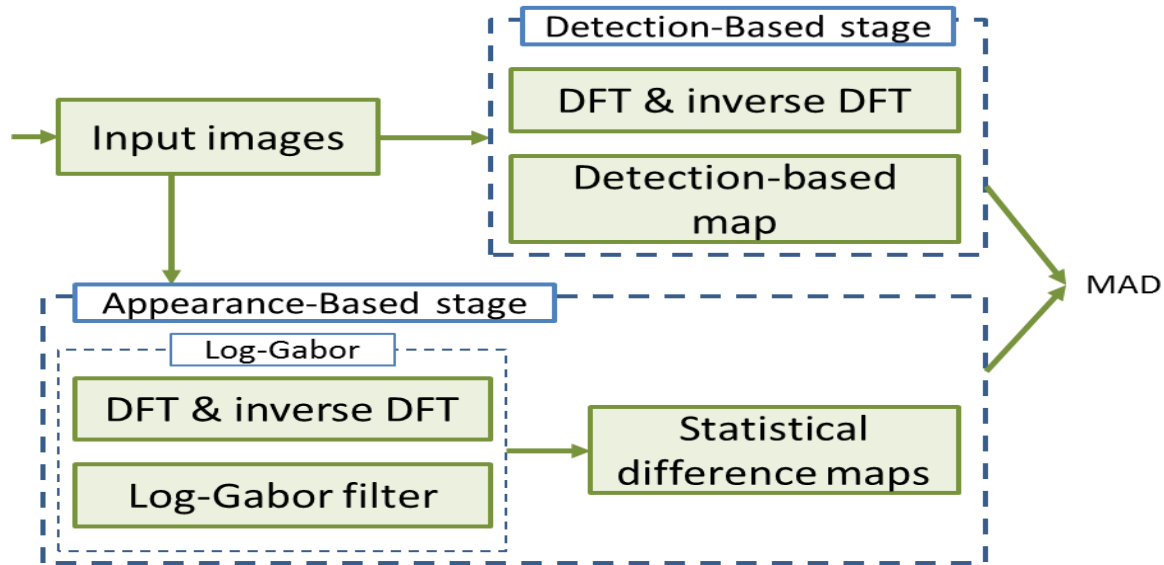 Detection-Based stage
DFT & inverse DFT
Detection-based
map
Input images
MAD
Appearance-Based stage
Log-Gabor
DFT & inverse DFT
Log-Gabor filter
Statistical
difference maps